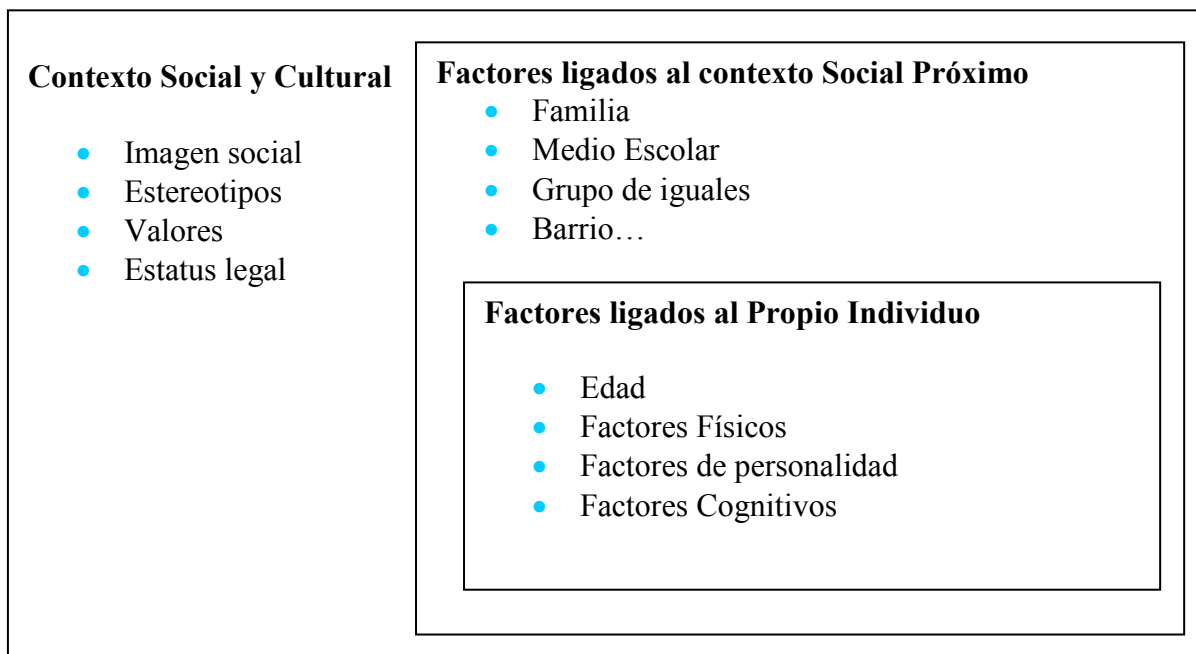 Contexto Social y Cultural
• Imagen social
• Estereotipos
• Valores
• Estatus legal
Factores ligados al contexto Social Próximo
• Familia
• Medio Escolar
• Grupo de iguales
• Barrio…
Factores ligados al Propio Individuo
• Edad
• Factores Físicos
• Factores de personalidad
• Factores Cognitivos